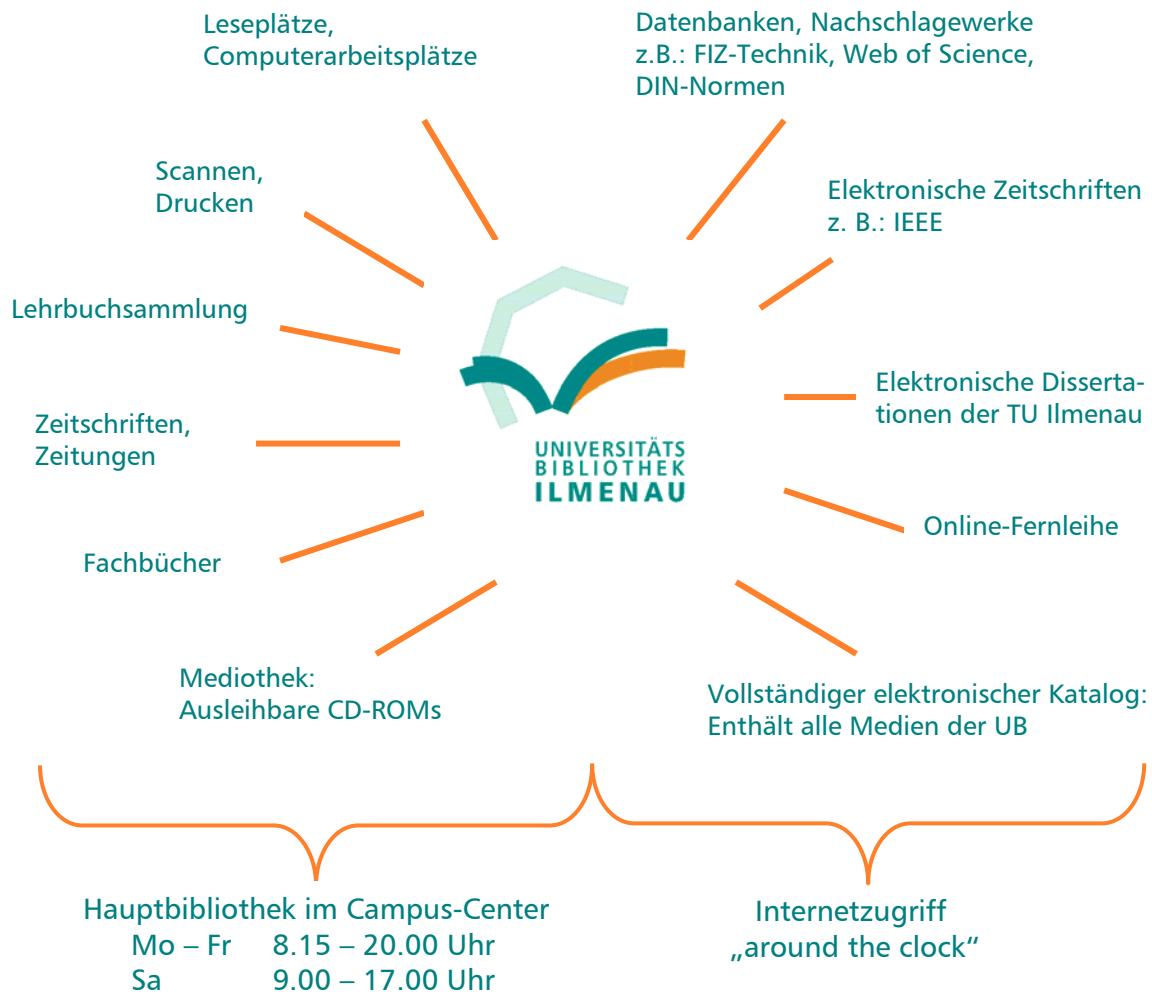 Leseplätze,
Computerarbeitsplätze
Datenbanken, Nachschlagewerke
z.B.: FIZ-Technik, Web of Science,
DIN-Normen
Scannen,
Drucken
Elektronische Zeitschriften
z. B.: IEEE
Lehrbuchsammlung
Elektronische Disserta-
tionen der TU Ilmenau
Zeitschriften,
Zeitungen
UNIVERSITÄTS
BIBLIOTHEK
ILMENAU
Online-Fernleihe
Fachbücher
Mediothek:
Ausleihbare CD-ROMs
Vollständiger elektronischer Katalog:
Enthält alle Medien der UB
Hauptbibliothek im Campus-Center
Mo – Fr 8.15 – 20.00 Uhr
Sa 9.00 – 17.00 Uhr
Internetzugriff
„around the clock“